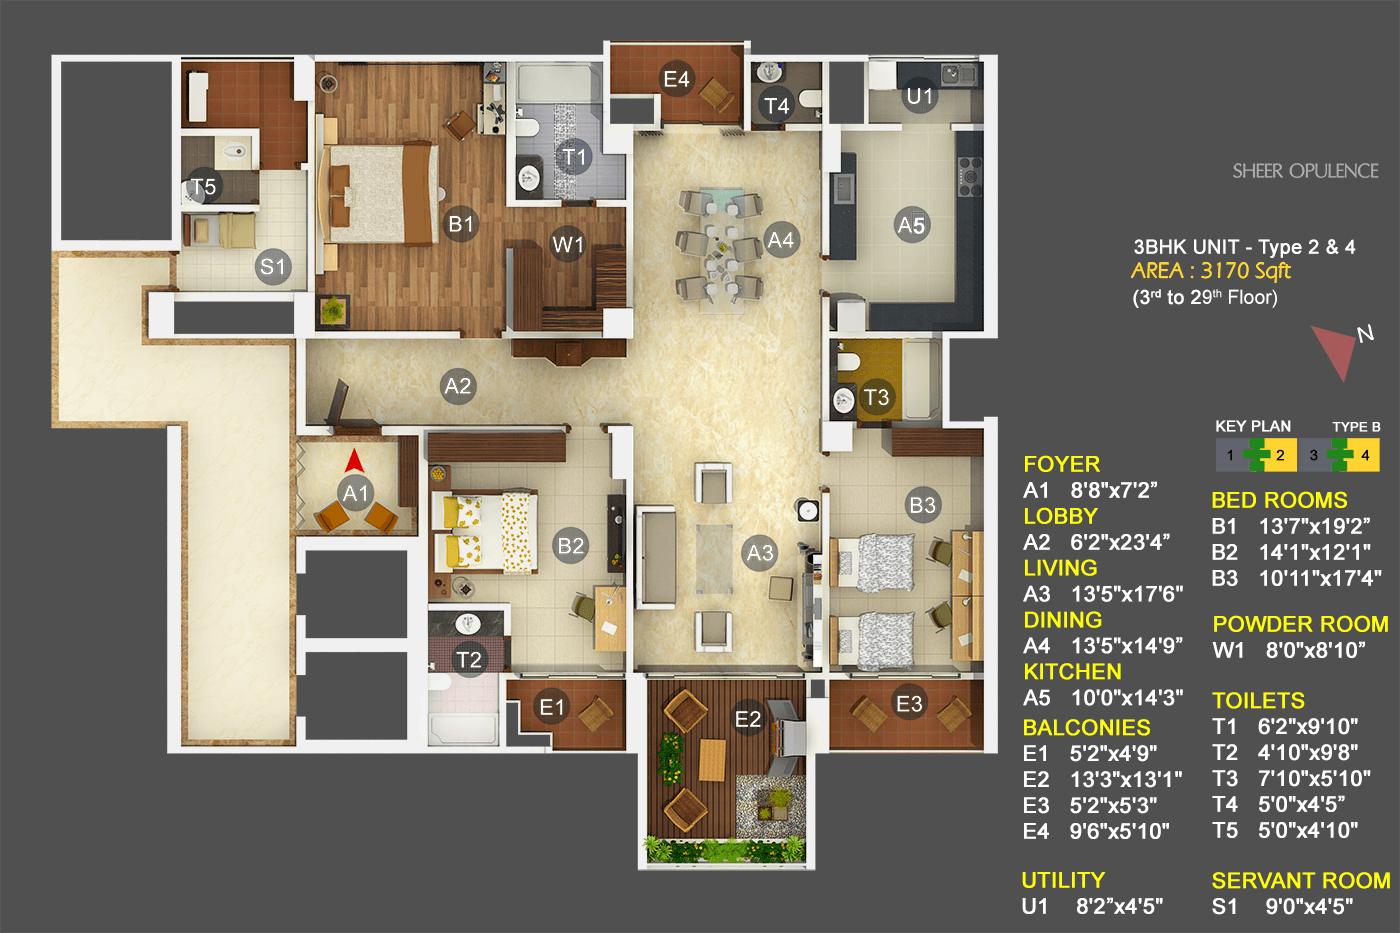 E4
T4
U1
T1
T5
B1
A4
A5
W1
S1
A2
T3
A1
B3
B2
A3
T2
E1
E2
E3
SHEER OPULENCE
3BHK UNIT - Type 2 & 4
AREA : 3170 Sqft
(3rd to 29th Floor)
N
KEY PLAN TYPE B
1 2 3 4
FOYER
A1 8'8"x7'2”
LOBBY
A2 6'2"x23'4”
LIVING
A3 13'5"x17'6"
DINING
A4 13'5"x14'9”
KITCHEN
A5 10'0"x14'3"
BALCONIES
E1 5'2"x4'9"
E2 13'3"x13'1"
E3 5'2"x5'3"
E4 9'6"x5'10"
UTILITY
U1 8'2”x4'5"
BED ROOMS
B1 13'7"x19'2”
B2 14'1"x12'1"
B3 10'11"x17'4"
POWDER ROOM
W1 8'0"x8'10”
TOILETS
T1 6'2"x9'10"
T2 4'10"x9'8"
T3 7'10"x5'10"
T4 5'0"x4'5”
T5 5'0"x4'10"
SERVANT ROOM
S1 9'0"x4'5"